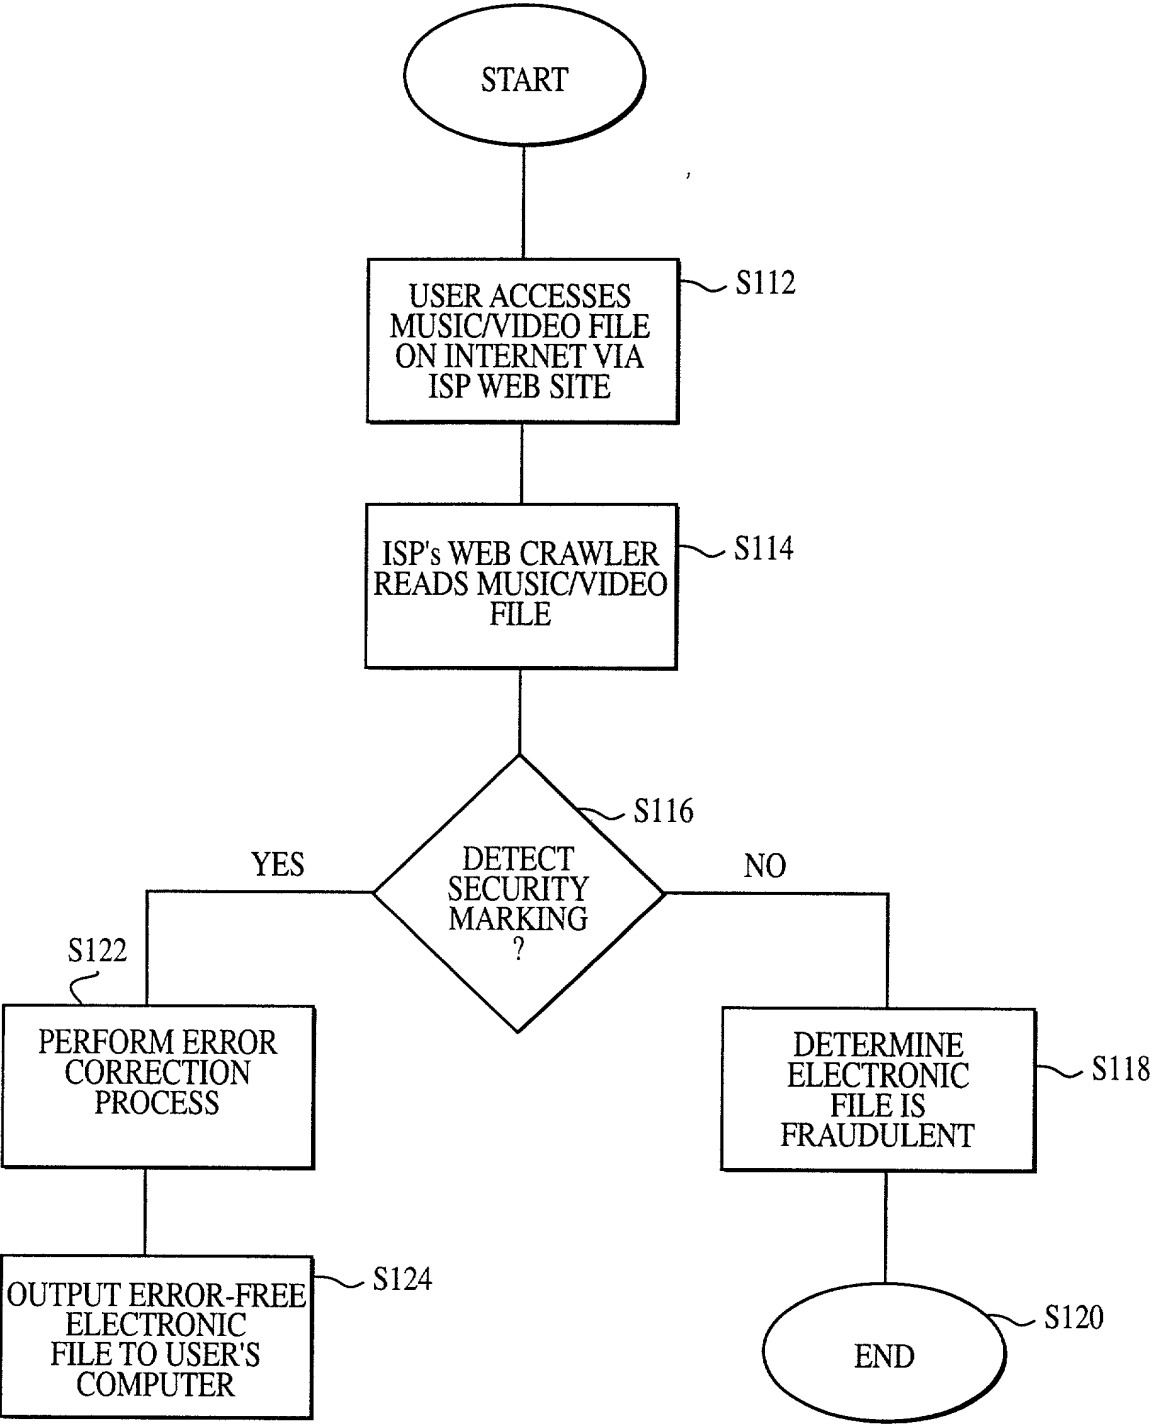 START
S112
USER ACCESSES
MUSIC/VIDEO FILE
ON INTERNET VIA
ISP WEB SITE
S114
ISP's WEB CRAWLER
READS MUSIC/VIDEO
FILE
S116
DETECT
SECURITY
MARKING
?
YES
NO
S122
PERFORM ERROR
CORRECTION
PROCESS
DETERMINE
ELECTRONIC
FILE IS
FRAUDULENT
S118
S124
OUTPUT ERROR-FREE
ELECTRONIC
FILE TO USER'S
COMPUTER
S120
END